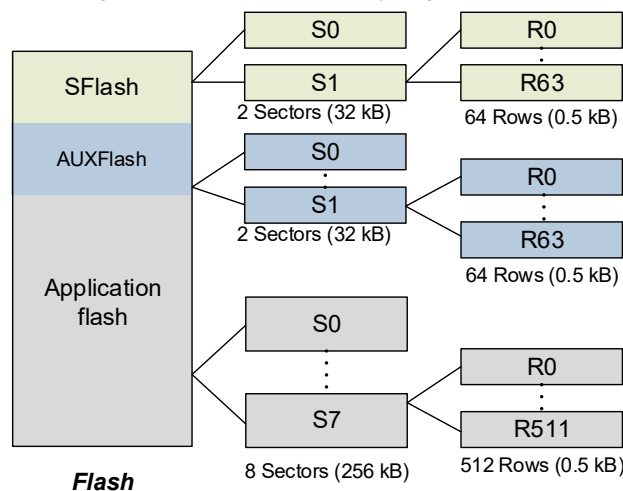 SFlash
S0
S1
2 Sectors (32 kB)
R0
R63
64 Rows (0.5 kB)
AUXFlash
S0
S1
2 Sectors (32 kB)
R0
R63
64 Rows (0.5 kB)
Application
flash
S0
S7
8 Sectors (256 kB)
R0
R511
512 Rows (0.5 kB)
Flash